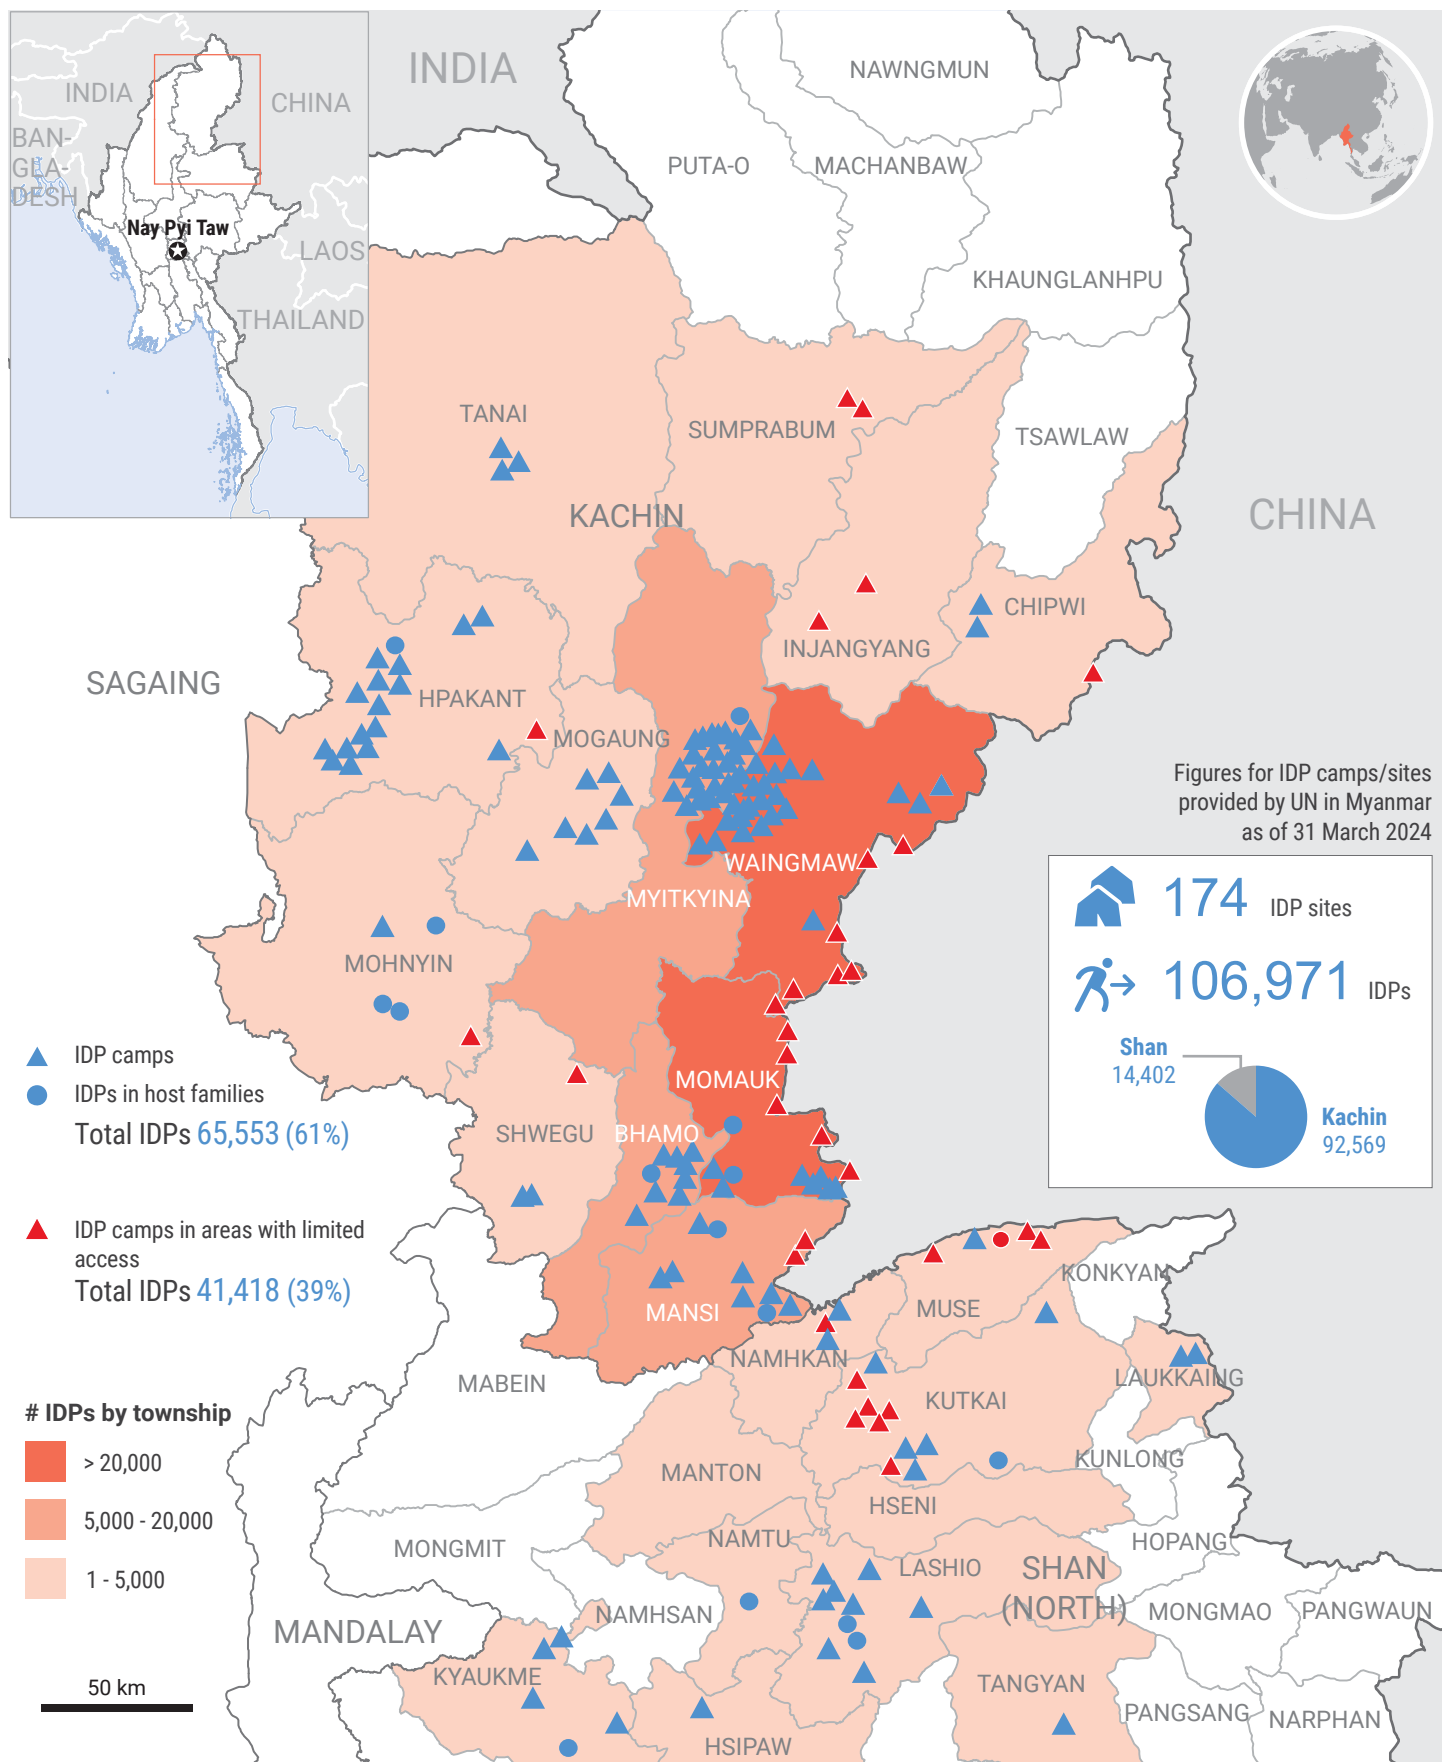 INDIA
CHINA
BAN-
GLA-
DESH
Nay Pyi Taw
LAOS
THAILAND
INDIA
NAWNGMUN
PUTA-O
MACHANBAW
KHAUNGLANHPU
TANAI
SUMPRABUM
TSAWLAW
KACHIN
CHINA
CHIPWI
INJANGYANG
SAGAING
HPAKANT
MOGAUNG
WAINGMAW
MYITKYINA
MOHNYIN
Figures for IDP camps/sites
provided by UN in Myanmar
as of 31 March 2024
174 IDP sites
106,971 IDPs
Shan
14,402
Kachin
92,569
IDP camps
IDPs in host families
Total IDPs 65,553 (61%)
IDP camps in areas with limited
access
Total IDPs 41,418 (39%)
MOMAUK
SHWEGU
BHAMO
MANSI
KONKYAN
MUSE
NAMHKAN
LAUKKAING
MABEIN
KUTKAI
# IDPs by township
> 20,000
5,000 - 20,000
1 - 5,000
MANTON
KUNLONG
HSENI
NAMTU
HOPANG
MONGMIT
LASHIO
SHAN
(NORTH)
NAMHSAN
MONGMAO
PANGWAUN
MANDALAY
KYAUKME
TANGYAN
PANGSANG
NARPHAN
HSIPAW
50 km